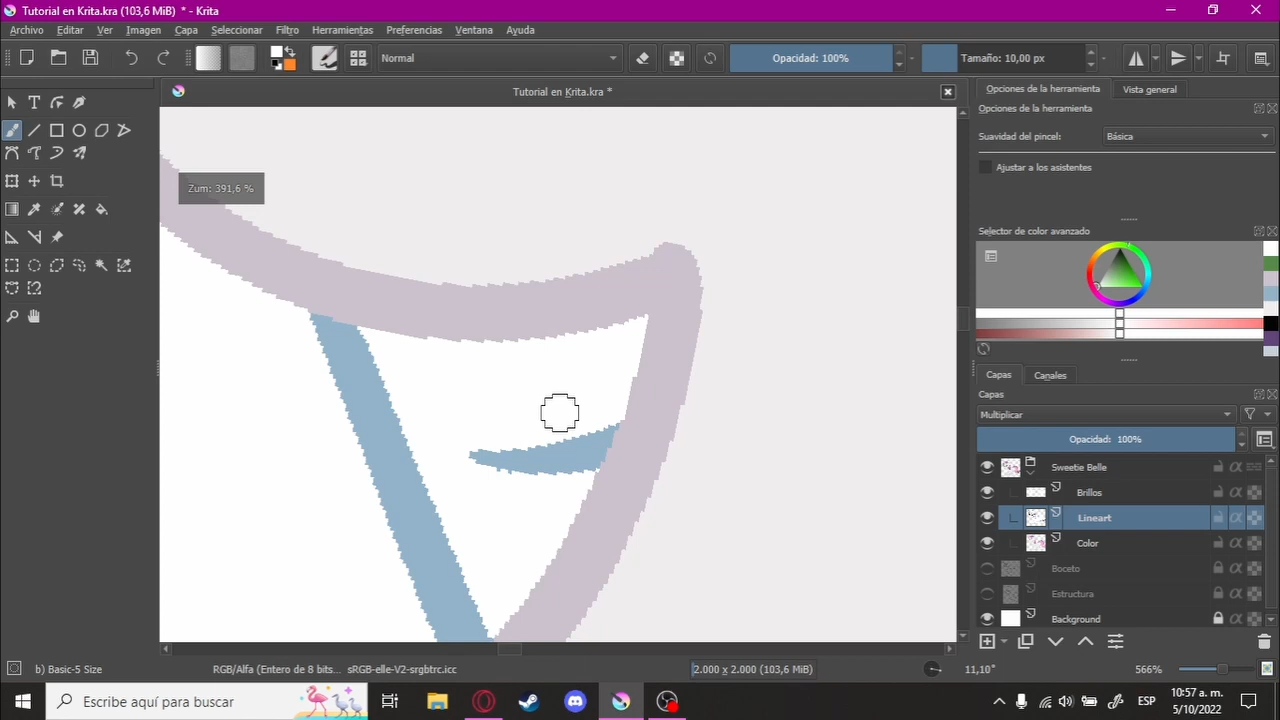 Tutorial en Krita.kra (103,6 MiB) * - Krita
Archivo Editar Ver Imagen Capa Seleccionar Filtro Herramientas Preferencias Ventana Ayuda
Normal Opacidad: 100% Tamaño: 10,00 px
Tutorial en Krita.kra *
Opciones de la herramienta Vista general
Opciones de la herramienta
Suavidad del pincel: Básica
Ajustar a los asistentes
Zum: 391,6 %
Selector de color avanzado
Capas Canales
Capas
Multiplicar
Opacidad: 100%
Sweetie Belle
Brillos
Lineart
Color
Boceto
Estructura
Background
b) Basic-5 Size RGB/Alfa (Entero de 8 bits... sRGB-elle-V2-srgbtrc.icc 2.000 x 2.000 (103,6 MiB) 11,10° 566%
Escribe aquí para buscar
ESP
10:57 a. m.
5/10/2022